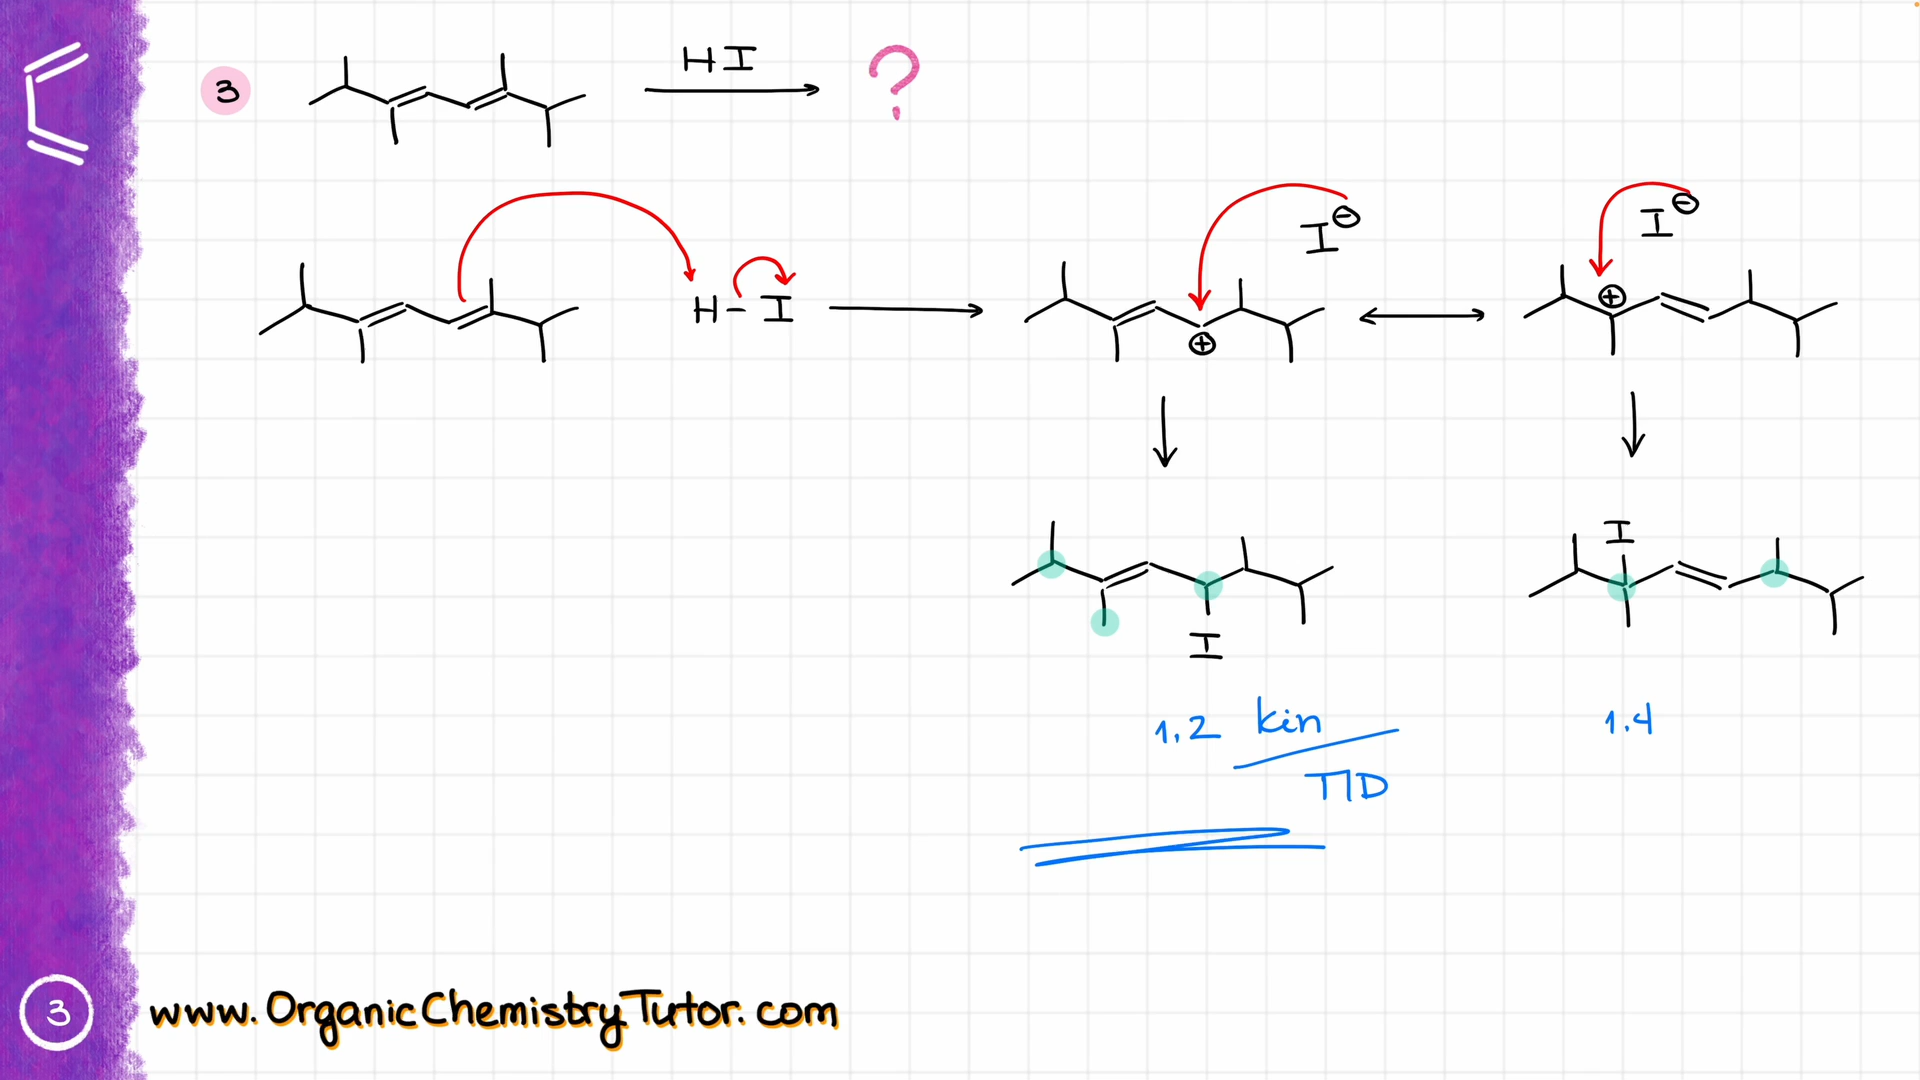 3
HI
?
H-I
I⊖
I⊖
⊕
⊕
I
I
1,2 kin/TD
1,4
3
www.OrganicChemistryTutor.com